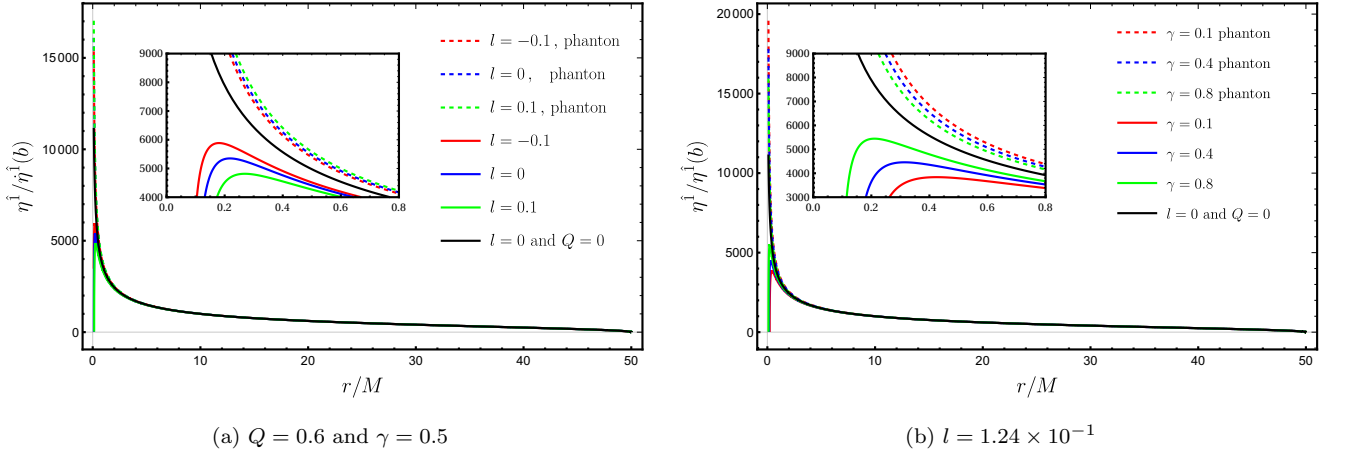 η^1̂/η̇^1̂(b)
15000
10000
5000
0
0
10
20
30
40
50
r/M
9000
8000
7000
6000
5000
4000
0.0
0.2
0.4
0.6
0.8
l = −0.1 , phanton
l = 0 , phanton
l = 0.1 , phanton
l = −0.1
l = 0
l = 0.1
l = 0 and Q = 0
(a) Q = 0.6 and γ = 0.5
η^1̂/η̇^1̂(b)
20000
15000
10000
5000
0
0
10
20
30
40
50
r/M
9000
8000
7000
6000
5000
4000
3000
0.0
0.2
0.4
0.6
0.8
γ = 0.1 phanton
γ = 0.4 phanton
γ = 0.8 phanton
γ = 0.1
γ = 0.4
γ = 0.8
l = 0 and Q = 0
(b) l = 1.24 × 10⁻¹